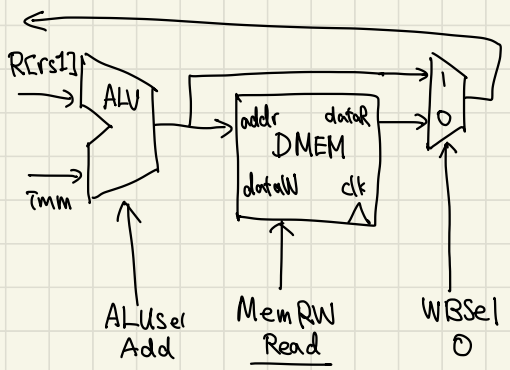 R[rs1]
ALU
Imm
addr
dataR
DMEM
dataW
clk
1
0
ALUsel
Add
MemRW
Read
WBSel
0